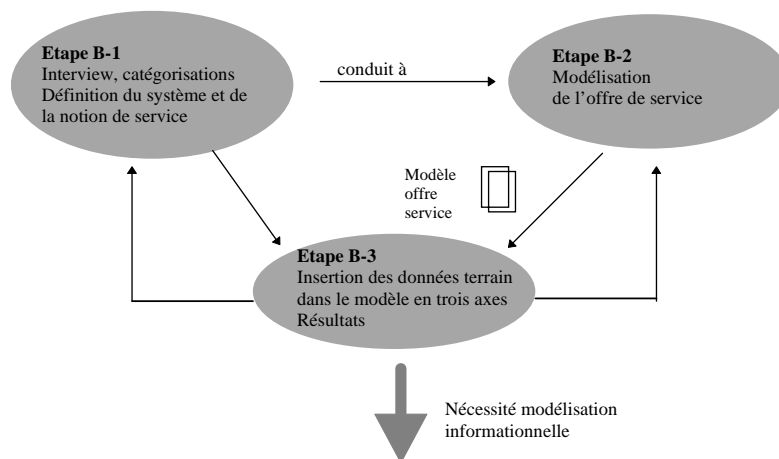 Etape B-1
Interview, catégorisations
Définition du système et de
la notion de service
conduit à
Etape B-2
Modélisation
de l’offre de service
Modèle
offre
service
Etape B-3
Insertion des données terrain
dans le modèle en trois axes
Résultats
Nécessité modélisation
informationnelle